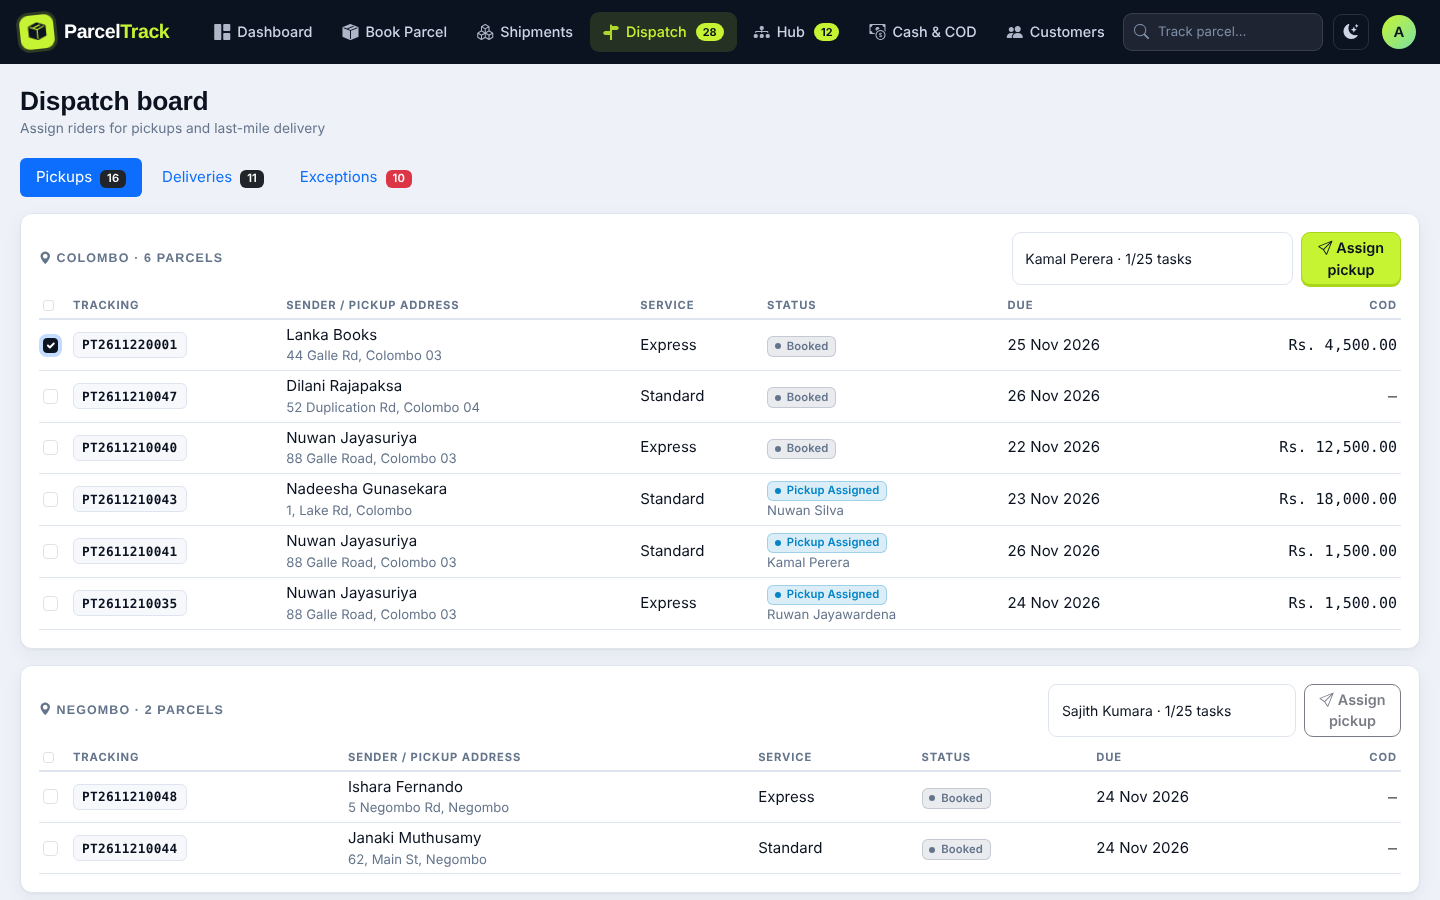 ParcelTrack
Dashboard
Book Parcel
Shipments
Dispatch 28
Hub 12
Cash & COD
Customers
Track parcel...
A
Dispatch board
Assign riders for pickups and last-mile delivery
Pickups 16
Deliveries 11
Exceptions 10
COLOMBO · 6 PARCELS
Kamal Perera · 1/25 tasks
Assign
pickup
TRACKING SENDER / PICKUP ADDRESS SERVICE STATUS DUE COD
PT2611220001 Lanka Books Express Booked 25 Nov 2026 Rs. 4,500.00
44 Galle Rd, Colombo 03
PT2611210047 Dilani Rajapaksa Standard Booked 26 Nov 2026 –
52 Duplication Rd, Colombo 04
PT2611210040 Nuwan Jayasuriya Express Booked 22 Nov 2026 Rs. 12,500.00
88 Galle Road, Colombo 03
PT2611210043 Nadeesha Gunasekara Standard Pickup Assigned 23 Nov 2026 Rs. 18,000.00
1, Lake Rd, Colombo Nuwan Silva
PT2611210041 Nuwan Jayasuriya Standard Pickup Assigned 26 Nov 2026 Rs. 1,500.00
88 Galle Road, Colombo 03 Kamal Perera
PT2611210035 Nuwan Jayasuriya Express Pickup Assigned 24 Nov 2026 Rs. 1,500.00
88 Galle Road, Colombo 03 Ruwan Jayawardena
NEGOMBO · 2 PARCELS
Sajith Kumara · 1/25 tasks
Assign
pickup
TRACKING SENDER / PICKUP ADDRESS SERVICE STATUS DUE COD
PT2611210048 Ishara Fernando Express Booked 24 Nov 2026 –
5 Negombo Rd, Negombo
PT2611210044 Janaki Muthusamy Standard Booked 24 Nov 2026 –
62, Main St, Negombo